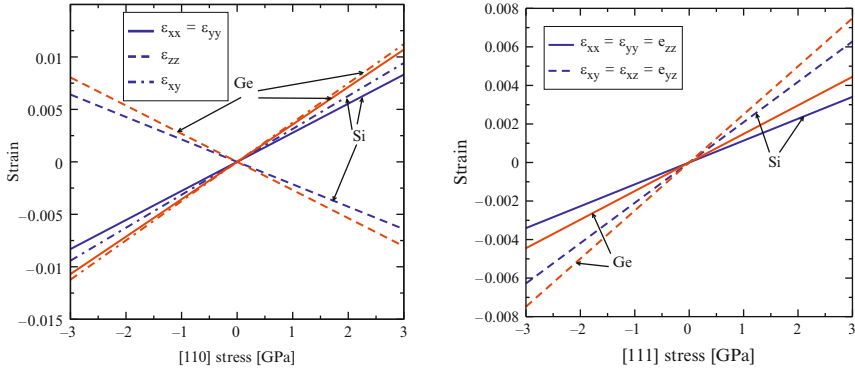 ε_xx = ε_yy
ε_zz
ε_xy
Ge
Si
0.01
0.005
0
−0.005
−0.01
−0.015
Strain
−3 −2 −1 0 1 2 3
[110] stress [GPa]
0.008
0.006
0.004
0.002
0
−0.002
−0.004
−0.006
−0.008
Strain
ε_xx = ε_yy = e_zz
ε_xy = ε_xz = e_yz
Si
Ge
−3 −2 −1 0 1 2 3
[111] stress [GPa]